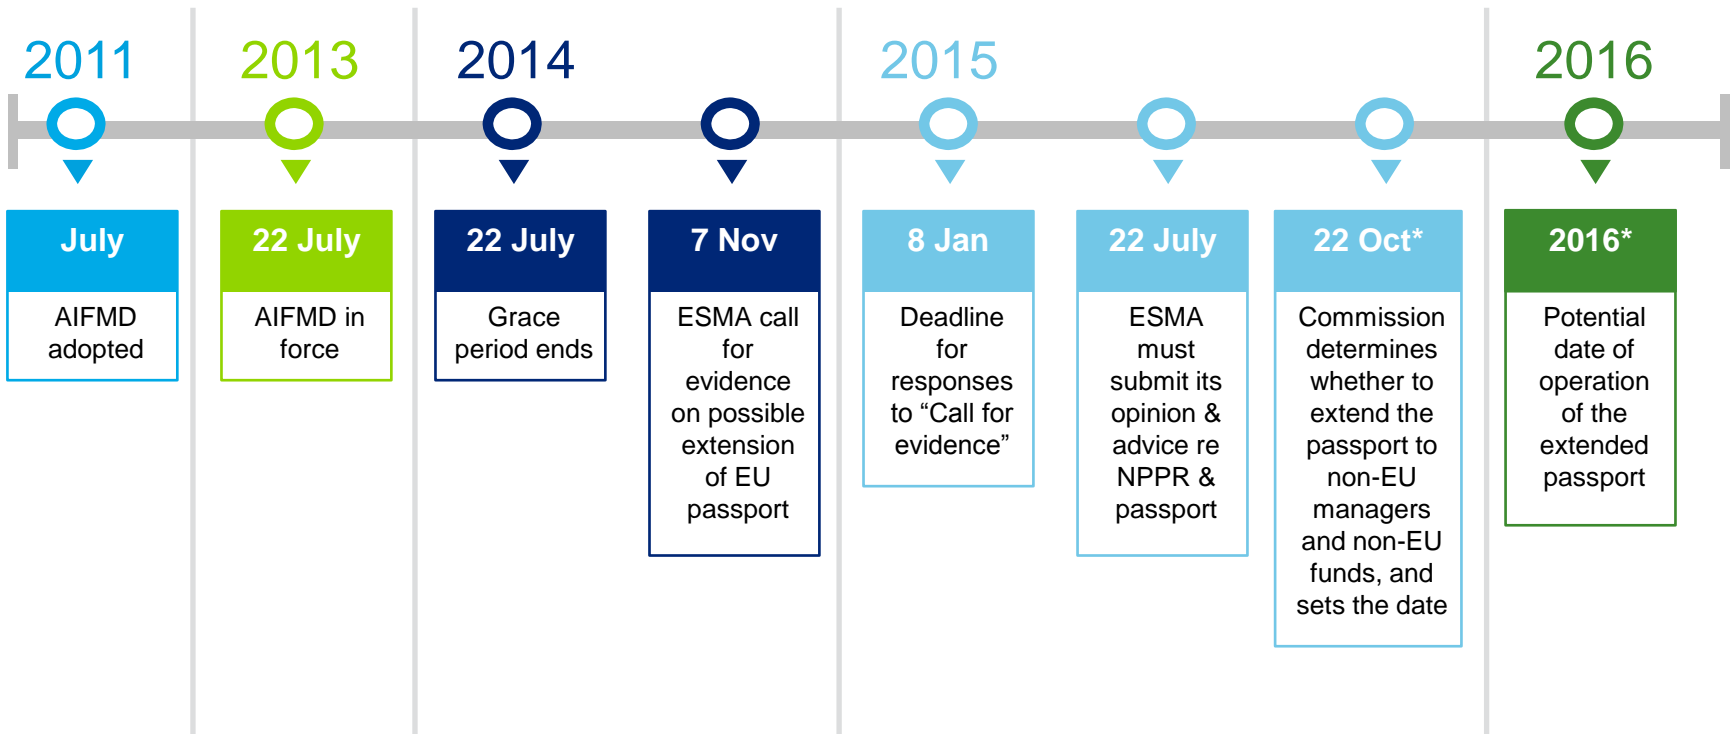 2011
2013
2014
2015
2016
July
AIFMD
adopted
22 July
AIFMD in
force
22 July
Grace
period ends
7 Nov
ESMA call
for
evidence
on possible
extension
of EU
passport
8 Jan
Deadline
for
responses
to “Call for
evidence”
22 July
ESMA
must
submit its
opinion &
advice re
NPPR &
passport
22 Oct*
Commission
determines
whether to
extend the
passport to
non-EU
managers
and non-EU
funds, and
sets the date
2016*
Potential
date of
operation
of the
extended
passport